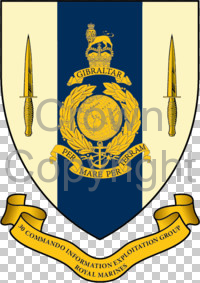 GIBRALTAR
Crown
Copyright
PER MARE PER TERRAM
30 COMMANDO INFORMATION EXPLOITATION GROUP
ROYAL MARINES